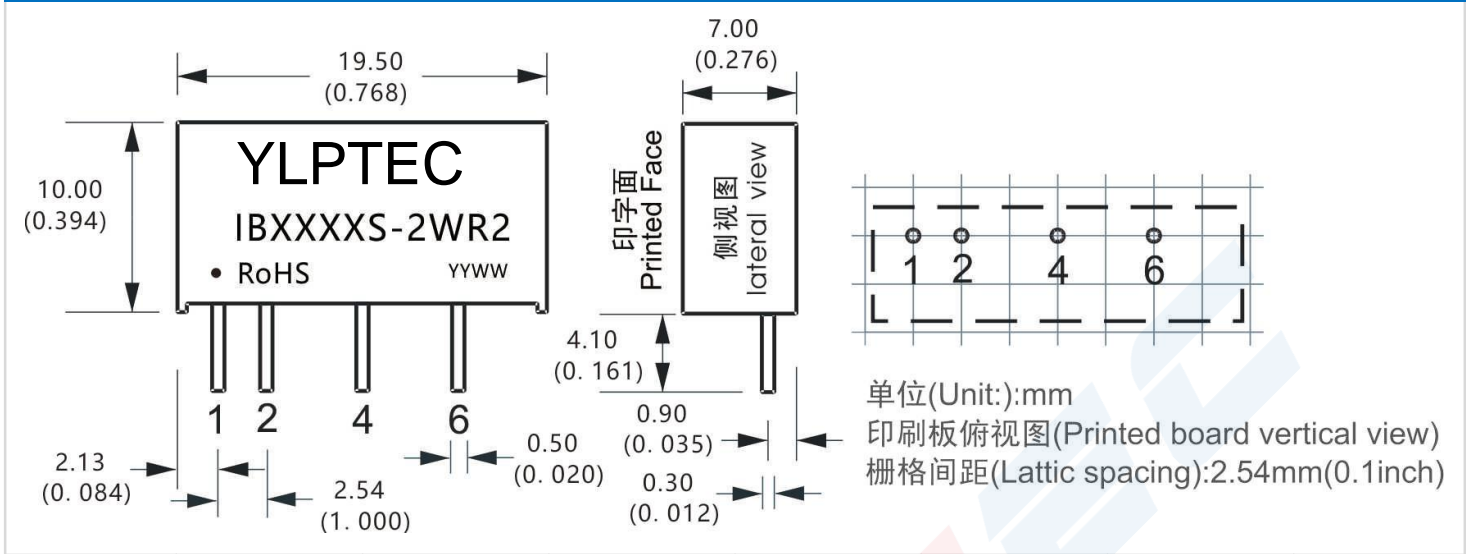 19.50
(0.768)
10.00
(0.394)
YLPTEC
IBXXXXS-2WR2
• RoHS
YYWW
1
2
4
6
2.13
(0. 084)
2.54
(1. 000)
0.50
(0. 020)
7.00
(0.276)
印字面
Printed Face
侧视图
lateral view
4.10
(0. 161)
0.90
(0. 035)
0.30
(0. 012)
1
2
4
6
单位(Unit:):mm
印刷板俯视图(Printed board vertical view)
栅格间距(Lattic spacing):2.54mm(0.1inch)